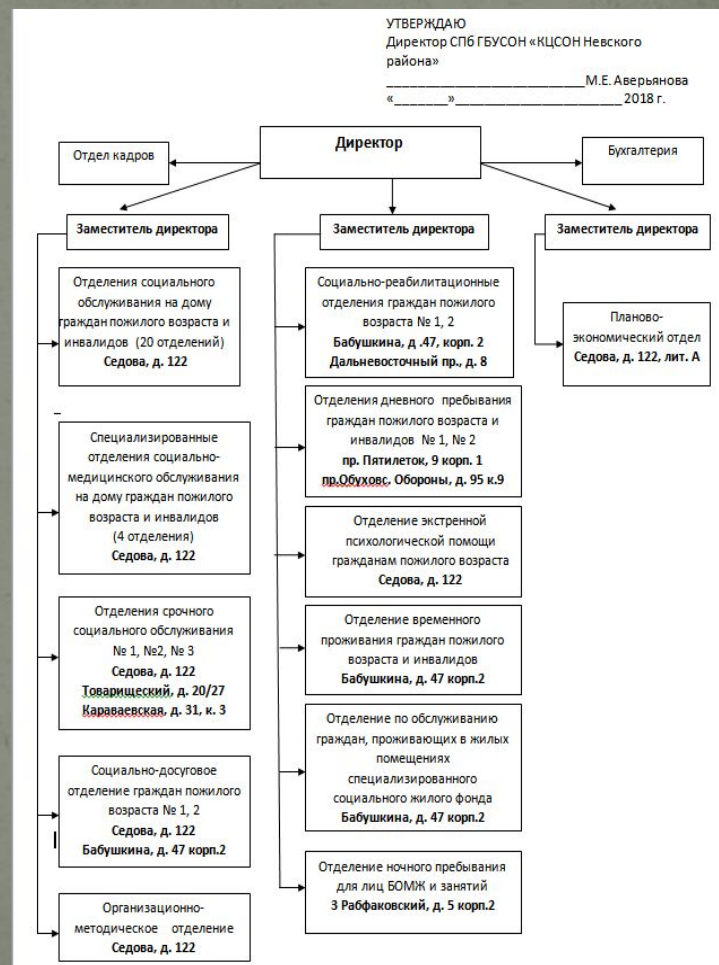 УТВЕРЖДАЮ
Директор СПб ГБУСОН «КЦСОН Невского
района»
____________________________М.Е. Аверьянова
«_______»_______________________2018 г.
Директор
Отдел кадров
Бухгалтерия
Заместитель директора
Отделения социального
обслуживания на дому
граждан пожилого возраста и
инвалидов (20 отделений)
Седова, д. 122
Специализированные
отделения социально-
медицинского обслуживания
на дому граждан пожилого
возраста и инвалидов
(4 отделения)
Седова, д. 122
Отделения срочного
социального обслуживания
№ 1, №2, № 3
Седова, д. 122
Товарищеский, д. 20/27
Караваевская, д. 31, к. 3
Социально-досуговое
отделение граждан пожилого
возраста № 1, 2
Седова, д. 122
Бабушкина, д. 47 корп.2
Организационно-
методическое отделение
Седова, д. 122
Заместитель директора
Социально-реабилитационные
отделения граждан пожилого
возраста № 1, 2
Бабушкина, д .47, корп. 2
Дальневосточный пр., д. 8
Отделения дневного пребывания
граждан пожилого возраста и
инвалидов № 1, № 2
пр. Пятилеток, 9 корп. 1
пр.Обуховс. Обороны, д. 95 к.9
Отделение экстренной
психологической помощи
гражданам пожилого возраста
Седова, д. 122
Отделение временного
проживания граждан пожилого
возраста и инвалидов
Бабушкина, д. 47 корп.2
Отделение по обслуживанию
граждан, проживающих в жилых
помещениях
специализированного
социального жилого фонда
Бабушкина, д. 47 корп.2
Отделение ночного пребывания
для лиц БОМЖ и занятий
3 Рабфаковский, д. 5 корп.2
Заместитель директора
Планово-
экономический отдел
Седова, д. 122, лит. А